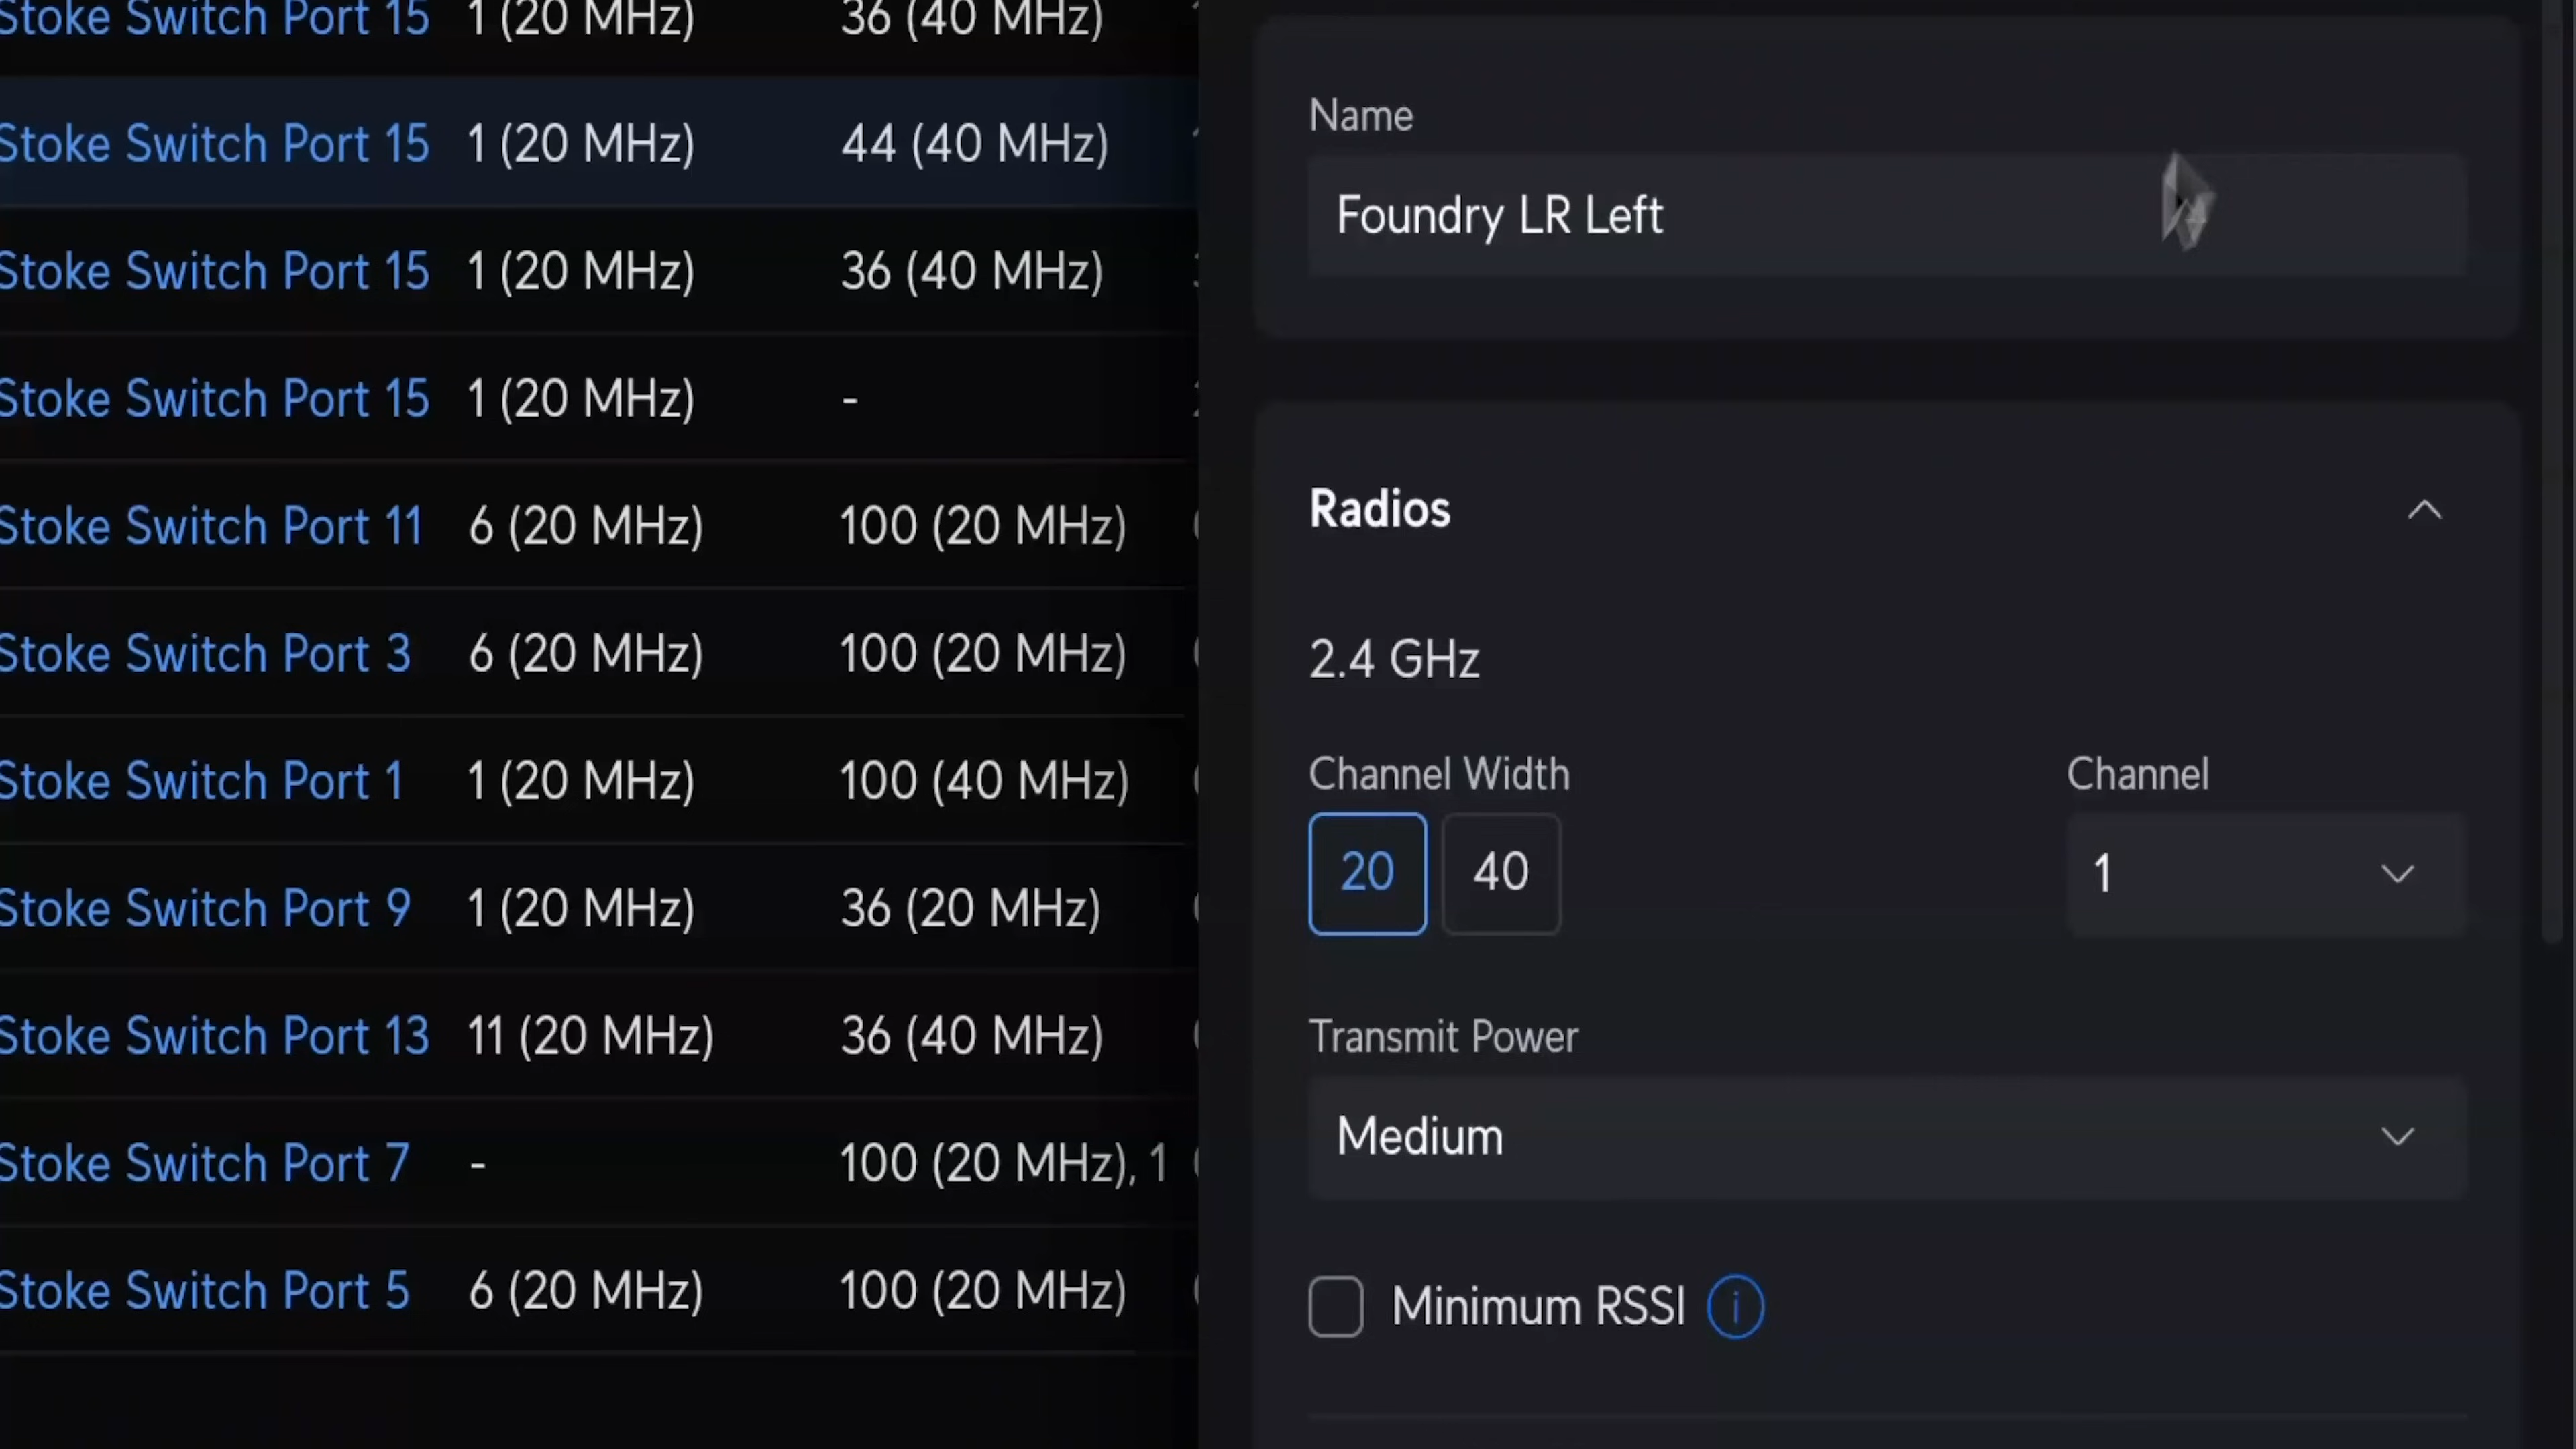 Stoke Switch Port 15 1 (20 MHz) 36 (40 MHz)
Stoke Switch Port 15 1 (20 MHz) 44 (40 MHz)
Stoke Switch Port 15 1 (20 MHz) 36 (40 MHz)
Stoke Switch Port 15 1 (20 MHz) -
Stoke Switch Port 11 6 (20 MHz) 100 (20 MHz)
Stoke Switch Port 3 6 (20 MHz) 100 (20 MHz)
Stoke Switch Port 1 1 (20 MHz) 100 (40 MHz)
Stoke Switch Port 9 1 (20 MHz) 36 (20 MHz)
Stoke Switch Port 13 11 (20 MHz) 36 (40 MHz)
Stoke Switch Port 7 - 100 (20 MHz), 1
Stoke Switch Port 5 6 (20 MHz) 100 (20 MHz)
Name
Foundry LR Left
Radios
2.4 GHz
Channel Width Channel
20 40 1
Transmit Power
Medium
Minimum RSSI i